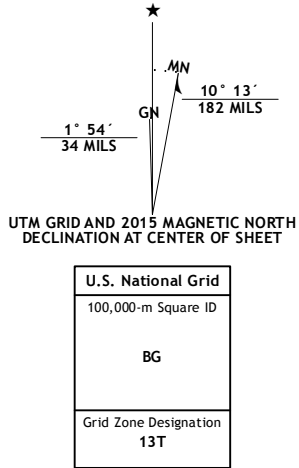 MN
GN
10° 13´
182 MILS
1° 54´
34 MILS
UTM GRID AND 2015 MAGNETIC NORTH
DECLINATION AT CENTER OF SHEET
U.S. National Grid
100,000-m Square ID
BG
Grid Zone Designation
13T